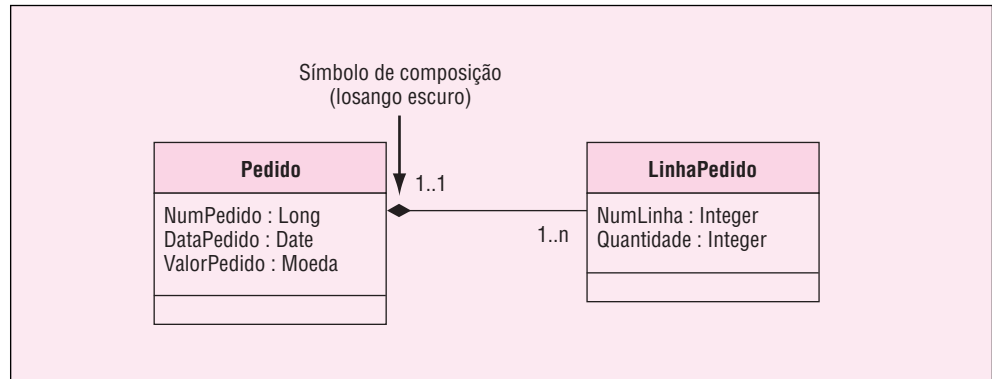 Símbolo de composição
(losango escuro)
Pedido
NumPedido : Long
DataPedido : Date
ValorPedido : Moeda
1..1
1..n
LinhaPedido
NumLinha : Integer
Quantidade : Integer